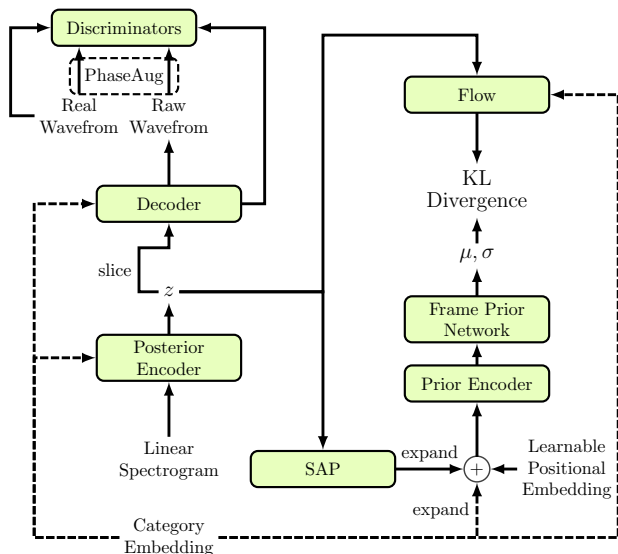 Discriminators
PhaseAug
Real
Wavefrom
Raw
Wavefrom
Decoder
slice
z
Posterior
Encoder
Linear
Spectrogram
Category
Embedding
Flow
KL
Divergence
μ, σ
Frame Prior
Network
Prior Encoder
SAP
expand
+
expand
Learnable
Positional
Embedding